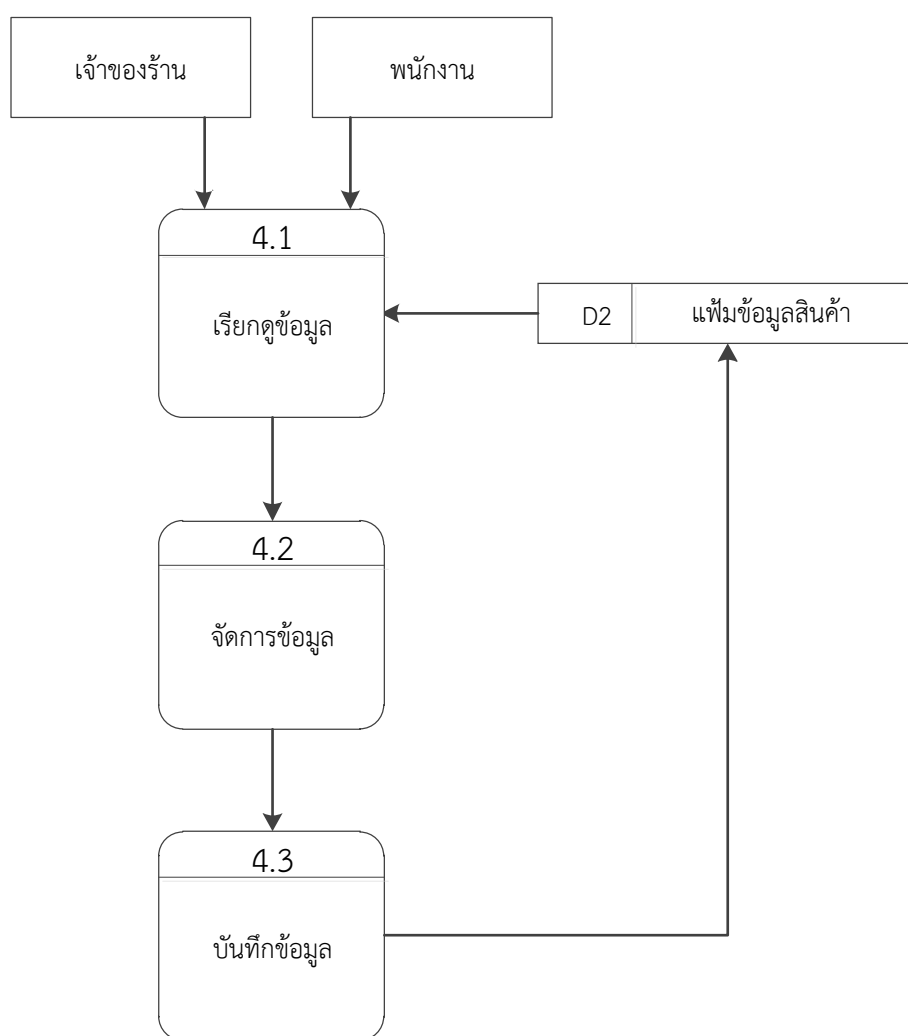 เจ้าของร้าน
พนักงาน
4.1
เรียกดูข้อมูล
D2
แฟ้มข้อมูลสินค้า
4.2
จัดการข้อมูล
4.3
บันทึกข้อมูล